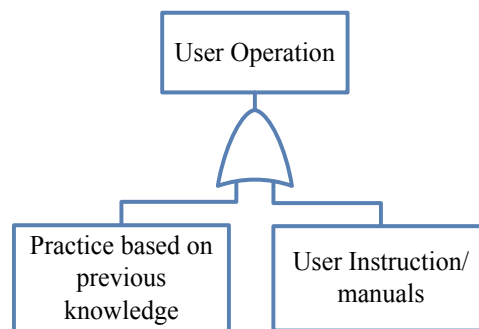 User Operation
Practice based on
previous
knowledge
User Instruction/
manuals